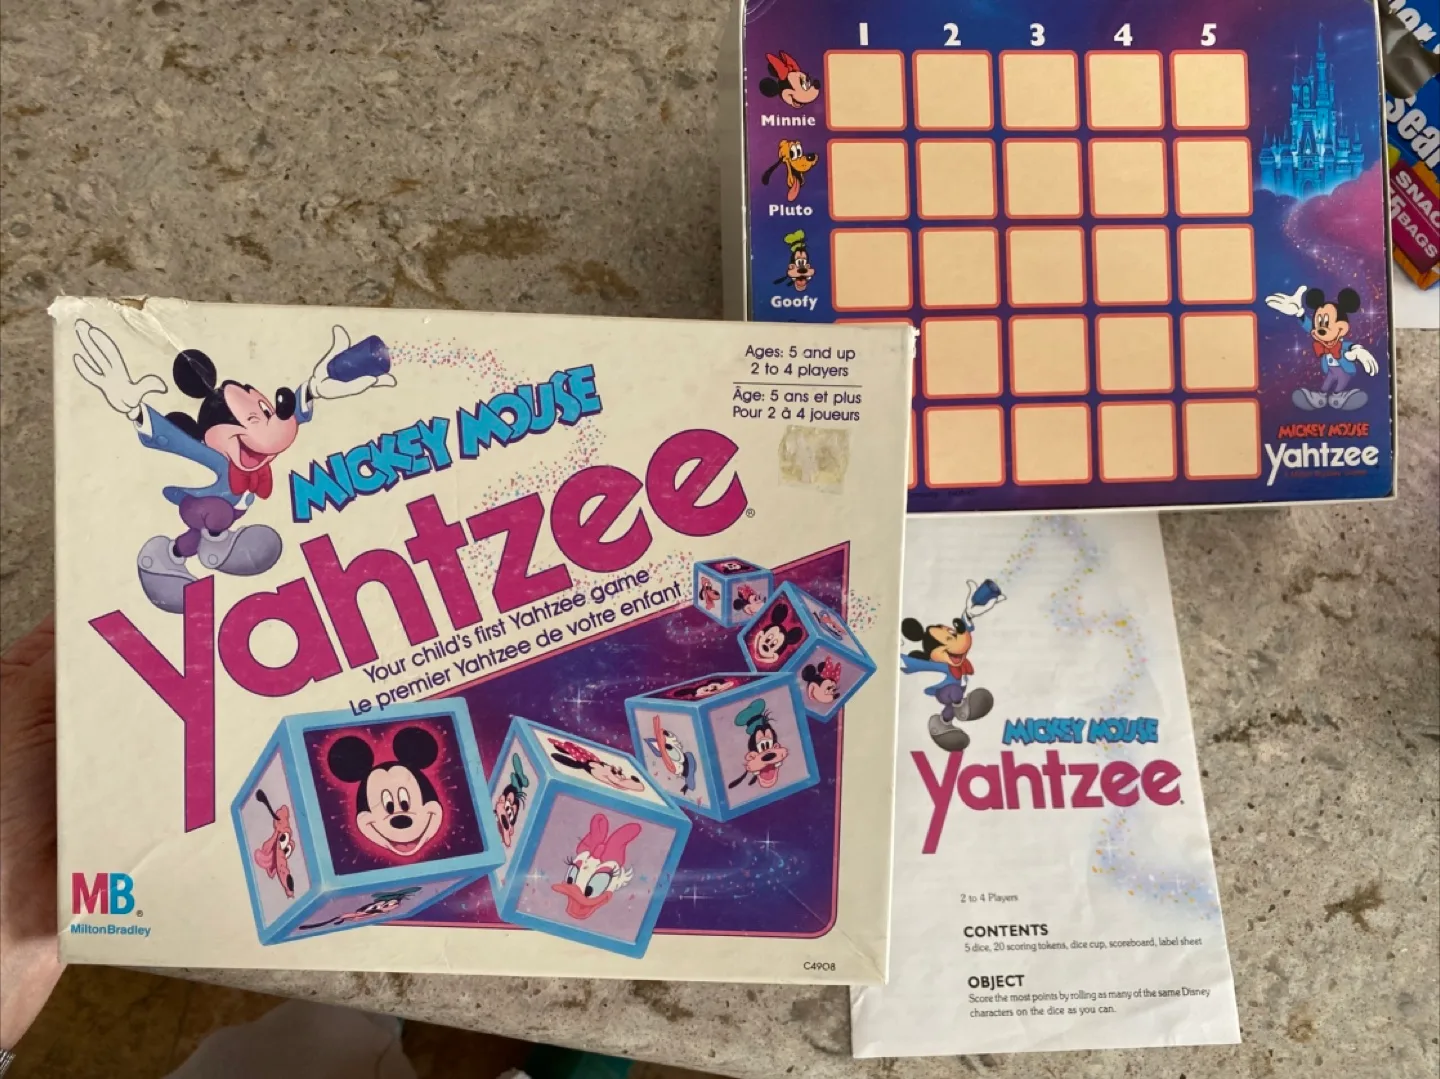 1 2 3 4 5
Minnie
Pluto
Goofy
MICKEY MOUSE
Yahtzee
SNAC
BAGS
Ages: 5 and up
2 to 4 players
Âge: 5 ans et plus
Pour 2 à 4 joueurs
MICKEY MOUSE
Yahtzee®
Your child's first Yahtzee game
Le premier Yahtzee de votre enfant
MB®
MiltonBradley
C4908
MICKEY MOUSE
Yahtzee
2 to 4 Players
CONTENTS
5 dice, 20 scoring tokens, dice cup, scoreboard, label sheet
OBJECT
Score the most points by rolling as many of the same Disney
characters on the dice as you can.